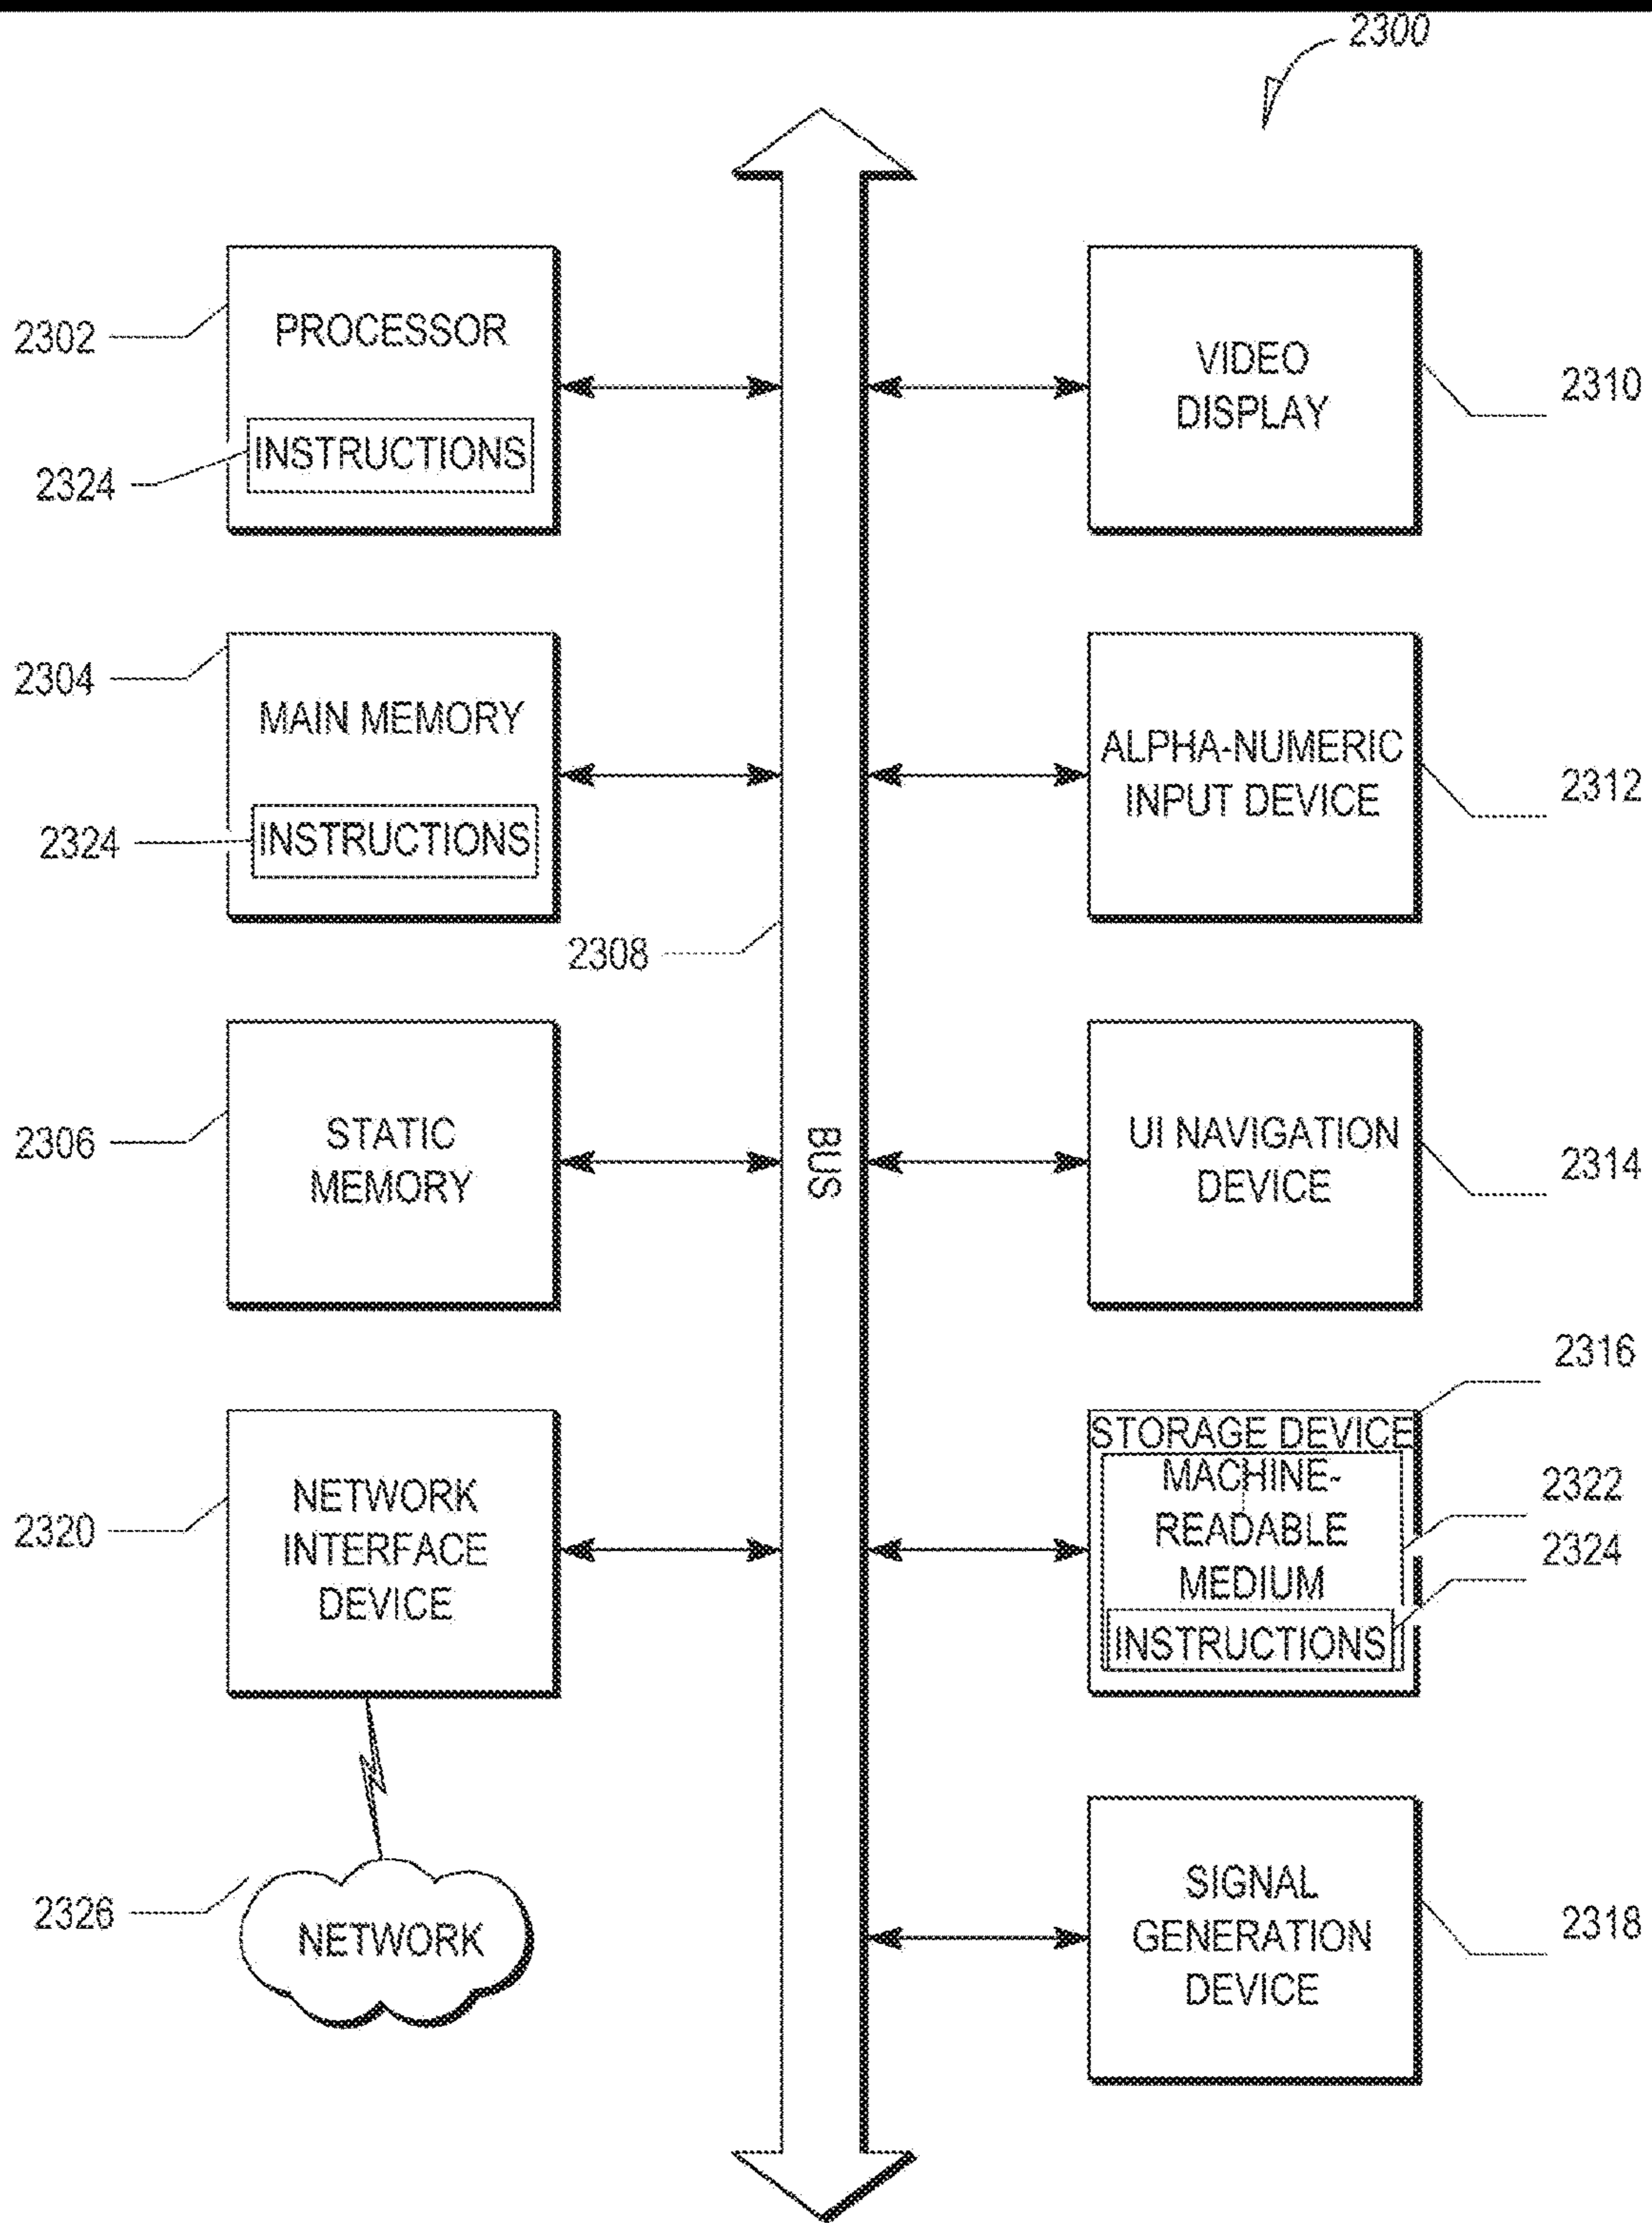 2300
2302
PROCESSOR
INSTRUCTIONS
2324
2304
MAIN MEMORY
INSTRUCTIONS
2324
2308
2306
STATIC
MEMORY
2320
NETWORK
INTERFACE
DEVICE
2326
NETWORK
BUS
VIDEO
DISPLAY
2310
ALPHA-NUMERIC
INPUT DEVICE
2312
UI NAVIGATION
DEVICE
2314
2316
STORAGE DEVICE
MACHINE-
READABLE
MEDIUM
2322
2324
INSTRUCTIONS
SIGNAL
GENERATION
DEVICE
2318